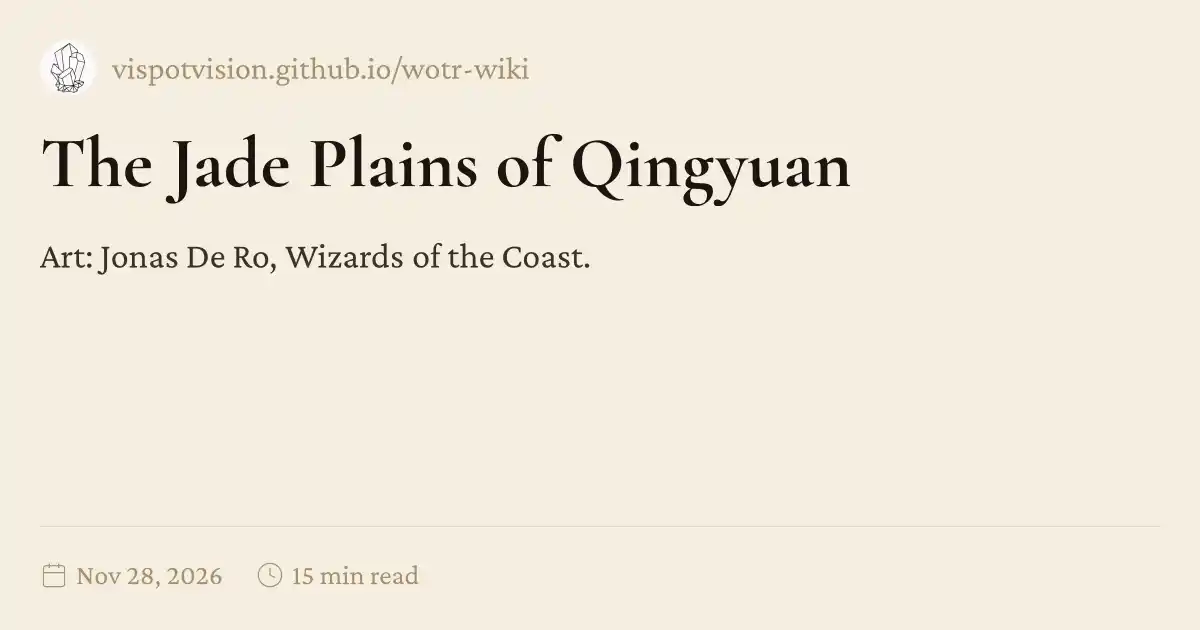 vispotvision.github.io/wotr-wiki
The Jade Plains of Qingyuan
Art: Jonas De Ro, Wizards of the Coast.
Nov 28, 2026
15 min read